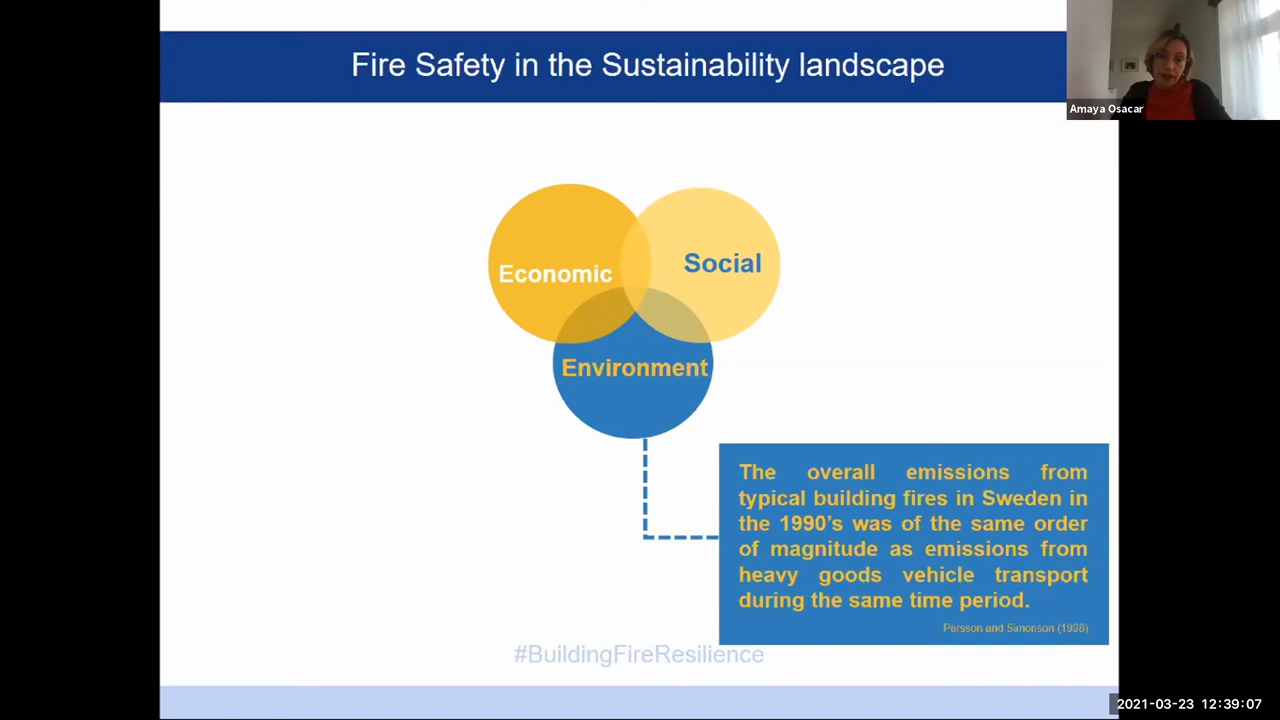 Fire Safety in the Sustainability landscape
Amaya Osacar
Economic
Social
Environment
The overall emissions from
typical building fires in Sweden in
the 1990's was of the same order
of magnitude as emissions from
heavy goods vehicle transport
during the same time period.
Persson and Simonson (1998)
#BuildingFireResilience
2021-03-23 12:39:07